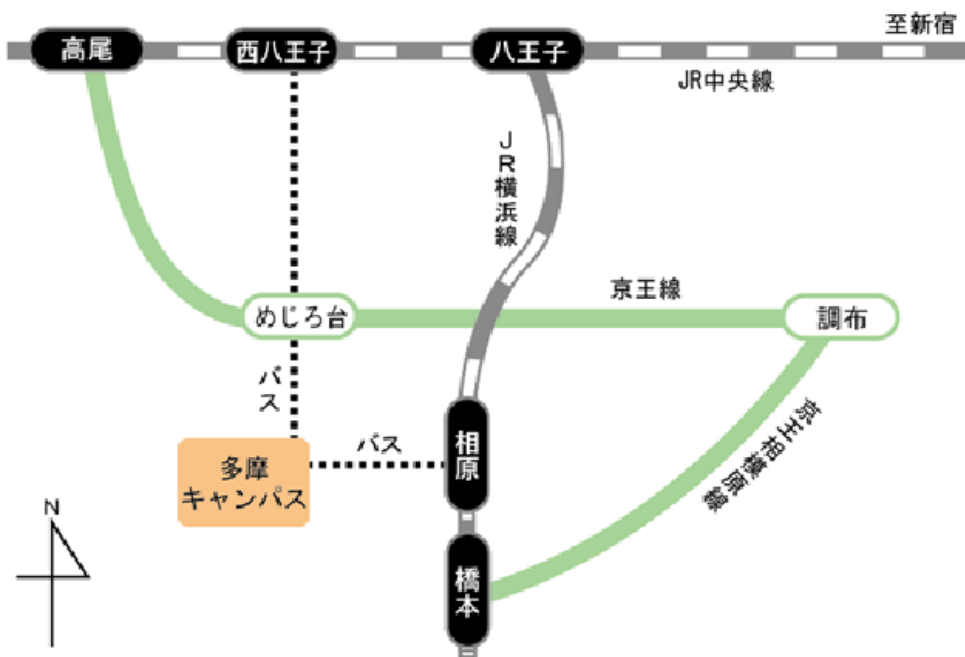 至新宿
高尾
西八王子
八王子
JR中央線
JR横浜線
京王線
めじろ台
調布
バス
京王相模原線
相原
バス
多摩
キャンパス
N
橋本